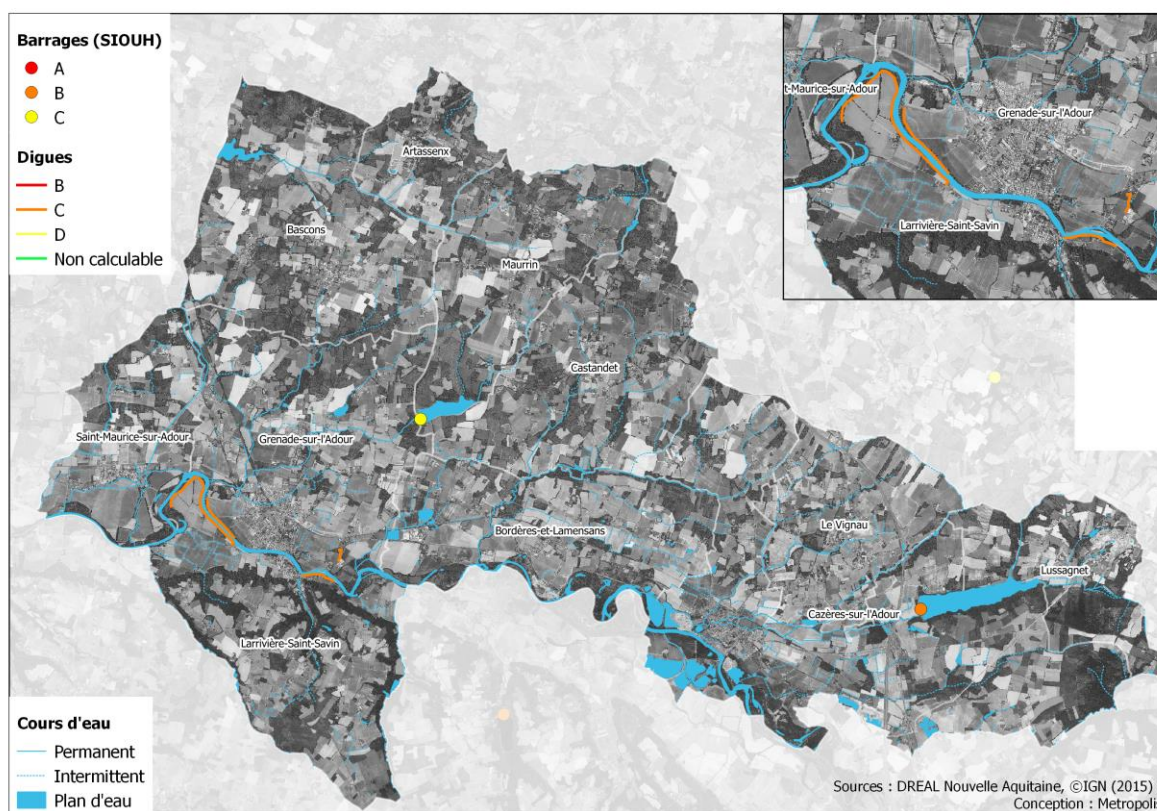 Barrages (SIOUH)
A
B
C
Digues
B
C
D
Non calculable
t-Maurice-sur-Adour
Grenade-sur-l'Adour
Larrivière-Saint-Savin
Artassenx
Bascons
Maurrin
Castandet
Saint-Maurice-sur-Adour
Grenade-sur-l'Adour
Bordères-et-Lamensans
Le Vignau
Lussagnet
Cazères-sur-l'Adour
Larrivière-Saint-Savin
Cours d'eau
Permanent
Intermittent
Plan d'eau
Sources : DREAL Nouvelle Aquitaine, ©IGN (2015)
Conception : Metropoli